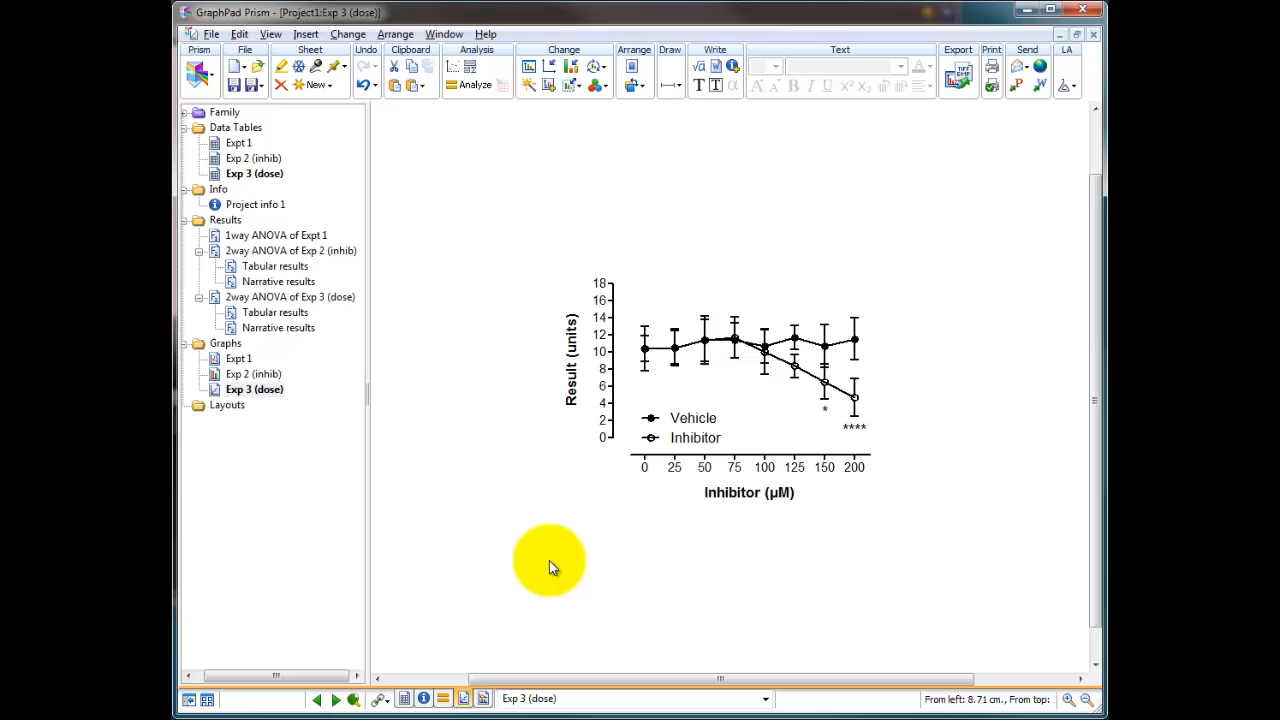 GraphPad Prism - [Project1:Exp 3 (dose)]
File Edit View Insert Change Arrange Window Help
Prism File Sheet Undo Clipboard Analysis Change Arrange Draw Write Text Export Print Send LA
New
Analyze
Family
Data Tables
Expt 1
Exp 2 (inhib)
Exp 3 (dose)
Info
Project info 1
Results
1way ANOVA of Expt 1
2way ANOVA of Exp 2 (inhib)
Tabular results
Narrative results
2way ANOVA of Exp 3 (dose)
Tabular results
Narrative results
Graphs
Expt 1
Exp 2 (inhib)
Exp 3 (dose)
Layouts
Result (units)
18
16
14
12
10
8
6
4
2
0
Vehicle
Inhibitor
*
****
0 25 50 75 100 125 150 200
Inhibitor (µM)
Exp 3 (dose)
From left: 8.71 cm., From top: